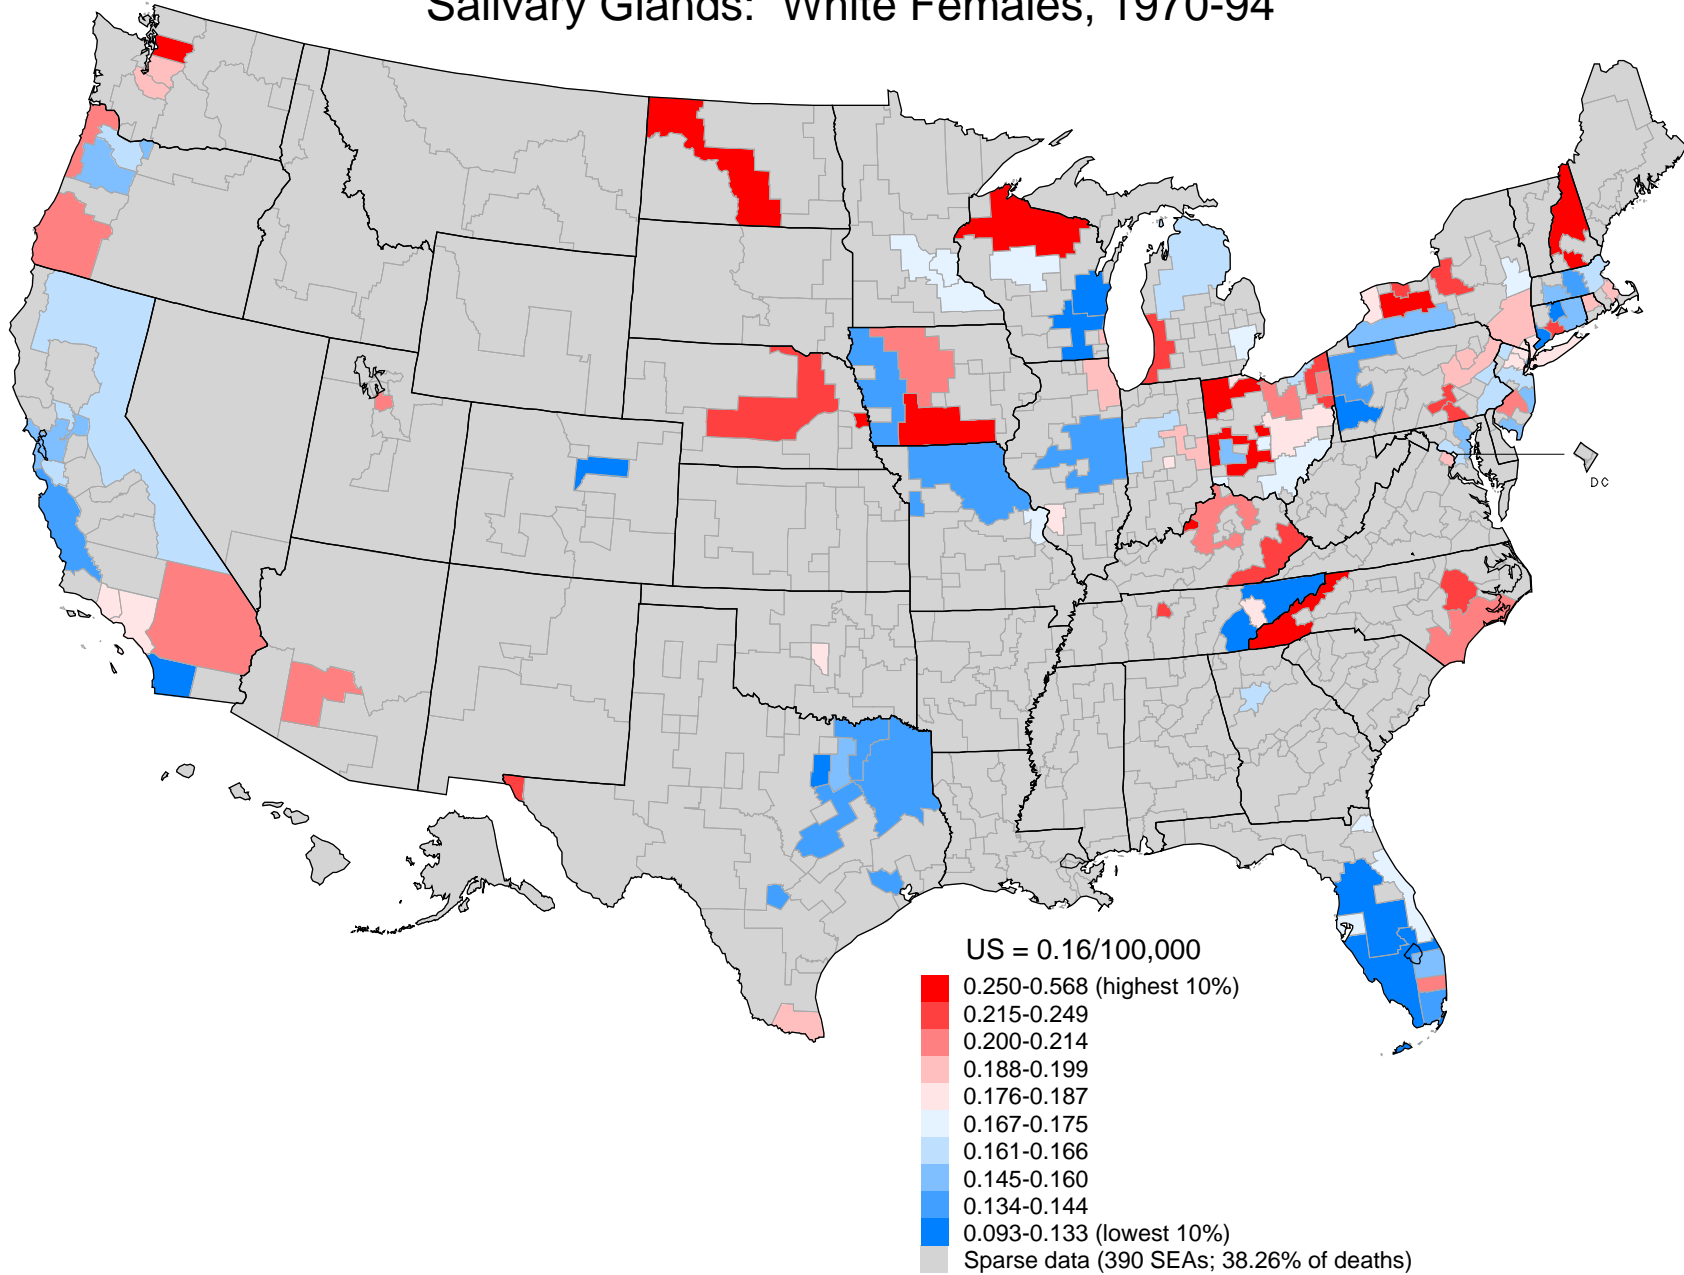 Salivary Glands: White Females, 1970-94
DC
US = 0.16/100,000
0.250-0.568 (highest 10%)
0.215-0.249
0.200-0.214
0.188-0.199
0.176-0.187
0.167-0.175
0.161-0.166
0.145-0.160
0.134-0.144
0.093-0.133 (lowest 10%)
Sparse data (390 SEAs; 38.26% of deaths)